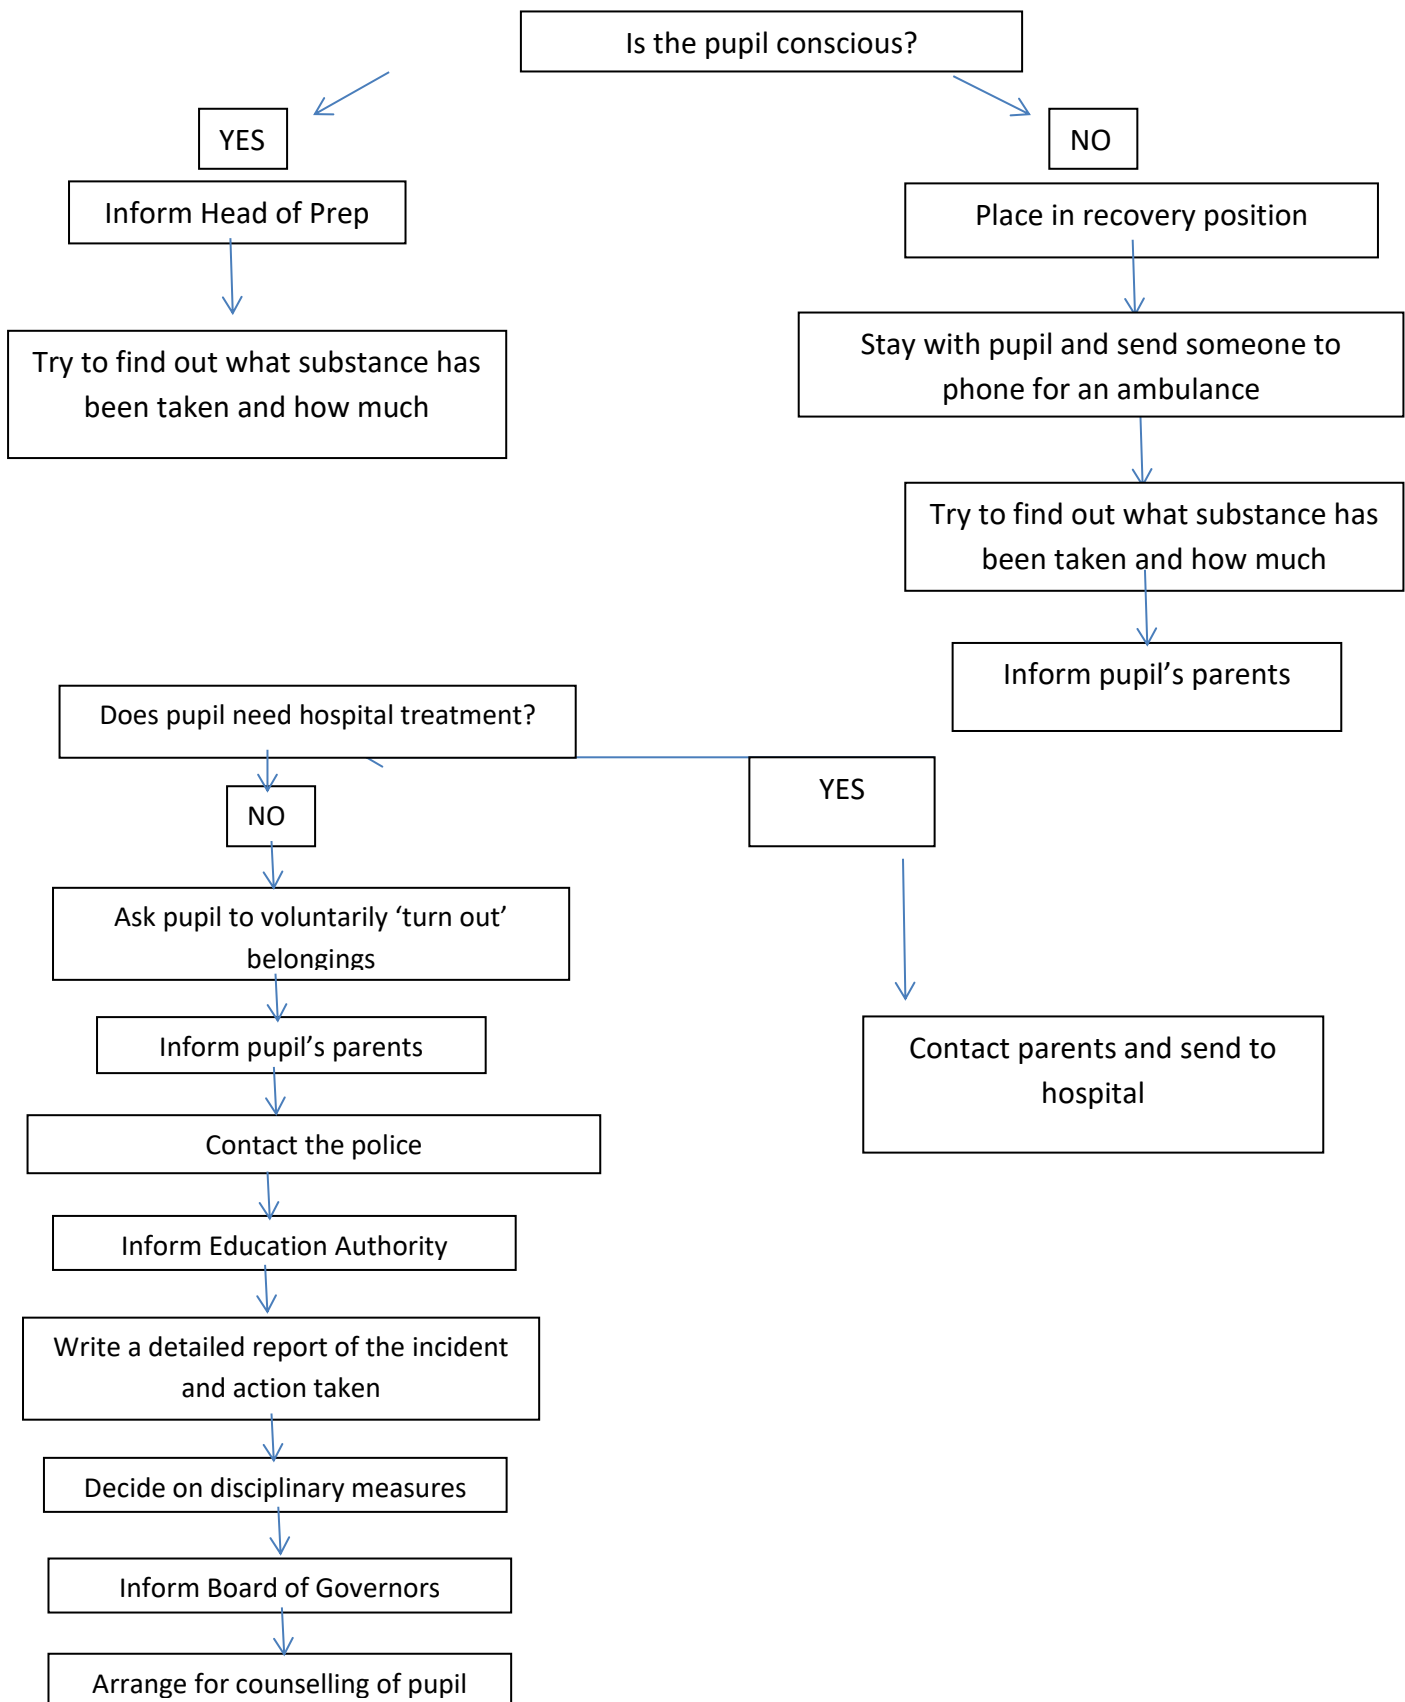 Is the pupil conscious?
YES
NO
Inform Head of Prep
Place in recovery position
Try to find out what substance has
been taken and how much
Stay with pupil and send someone to
phone for an ambulance
Try to find out what substance has
been taken and how much
Inform pupil’s parents
Does pupil need hospital treatment?
YES
NO
Ask pupil to voluntarily ‘turn out’
belongings
Inform pupil’s parents
Contact parents and send to
hospital
Contact the police
Inform Education Authority
Write a detailed report of the incident
and action taken
Decide on disciplinary measures
Inform Board of Governors
Arrange for counselling of pupil